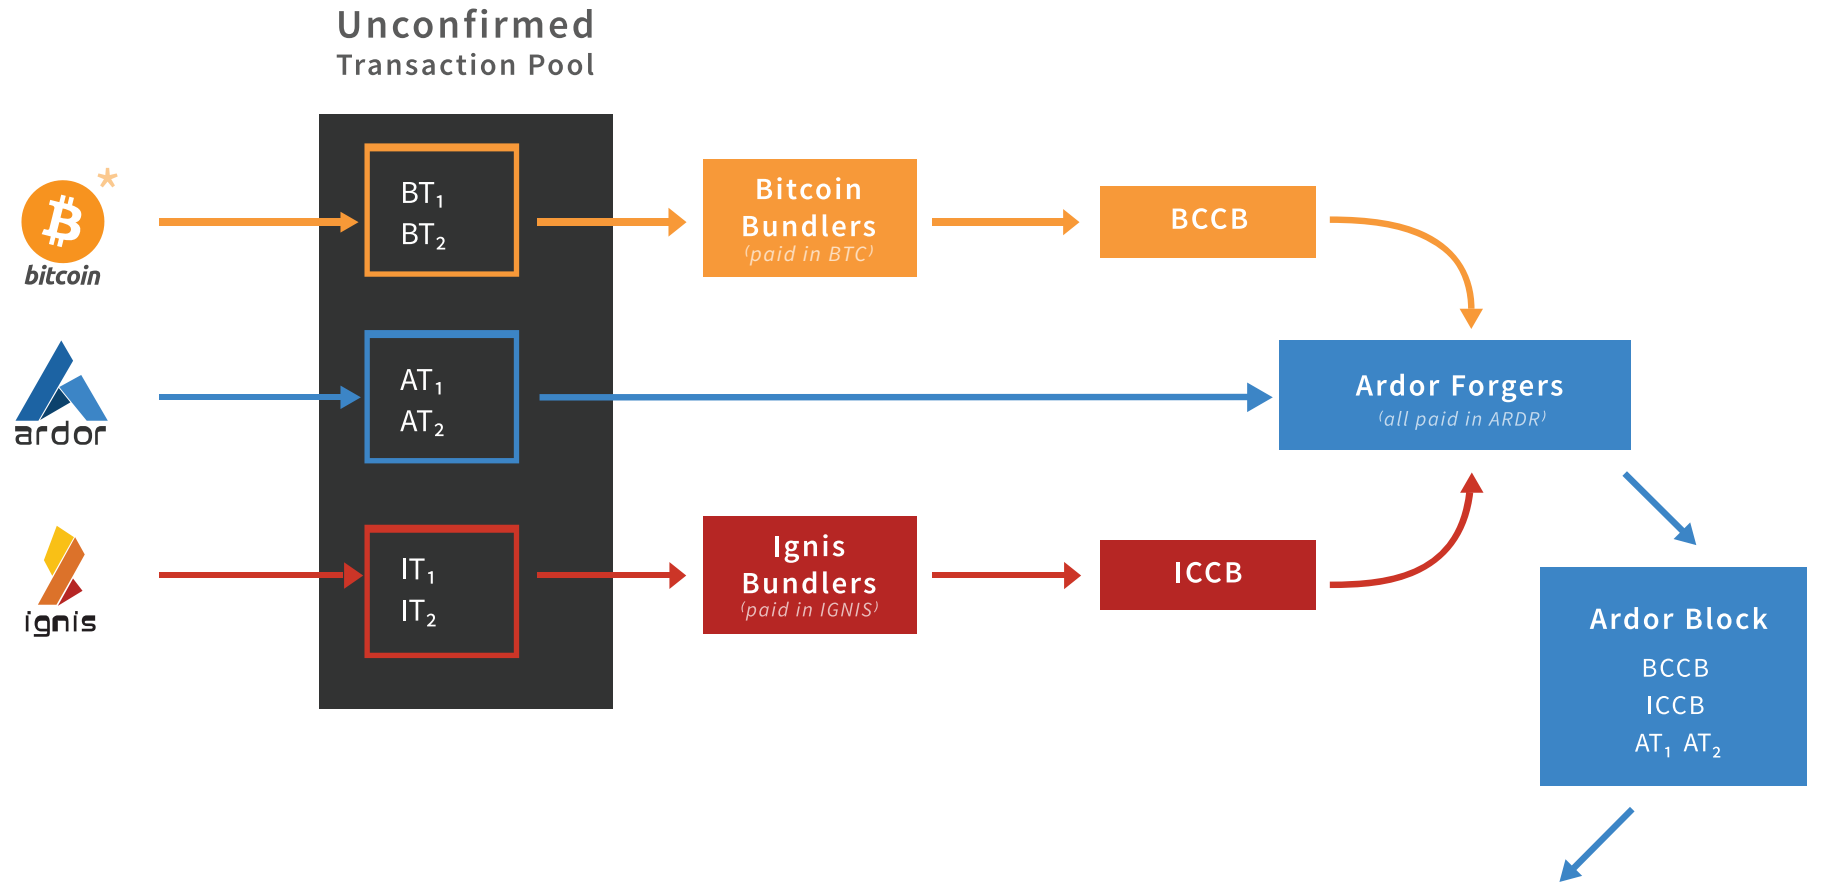 Unconfirmed
Transaction Pool
*
bitcoin
BT₁
BT₂
Bitcoin
Bundlers
(paid in BTC)
BCCB
ardor
AT₁
AT₂
Ardor Forgers
(all paid in ARDR)
ignis
IT₁
IT₂
Ignis
Bundlers
(paid in IGNIS)
ICCB
Ardor Block
BCCB
ICCB
AT₁ AT₂